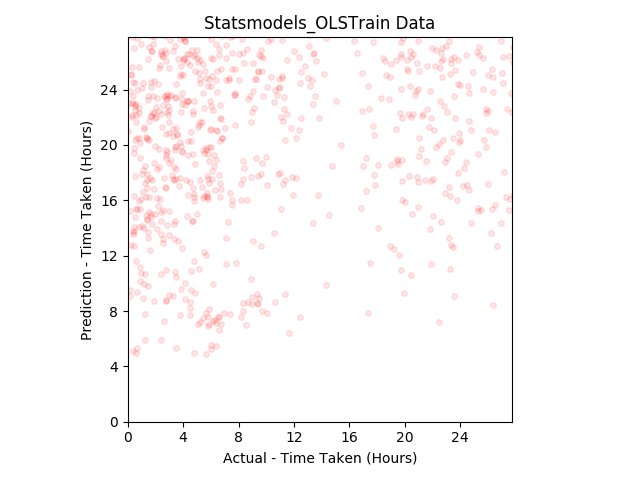 Statsmodels_OLSTrain Data
Prediction - Time Taken (Hours)
24
20
16
12
8
4
0
0 4 8 12 16 20 24
Actual - Time Taken (Hours)